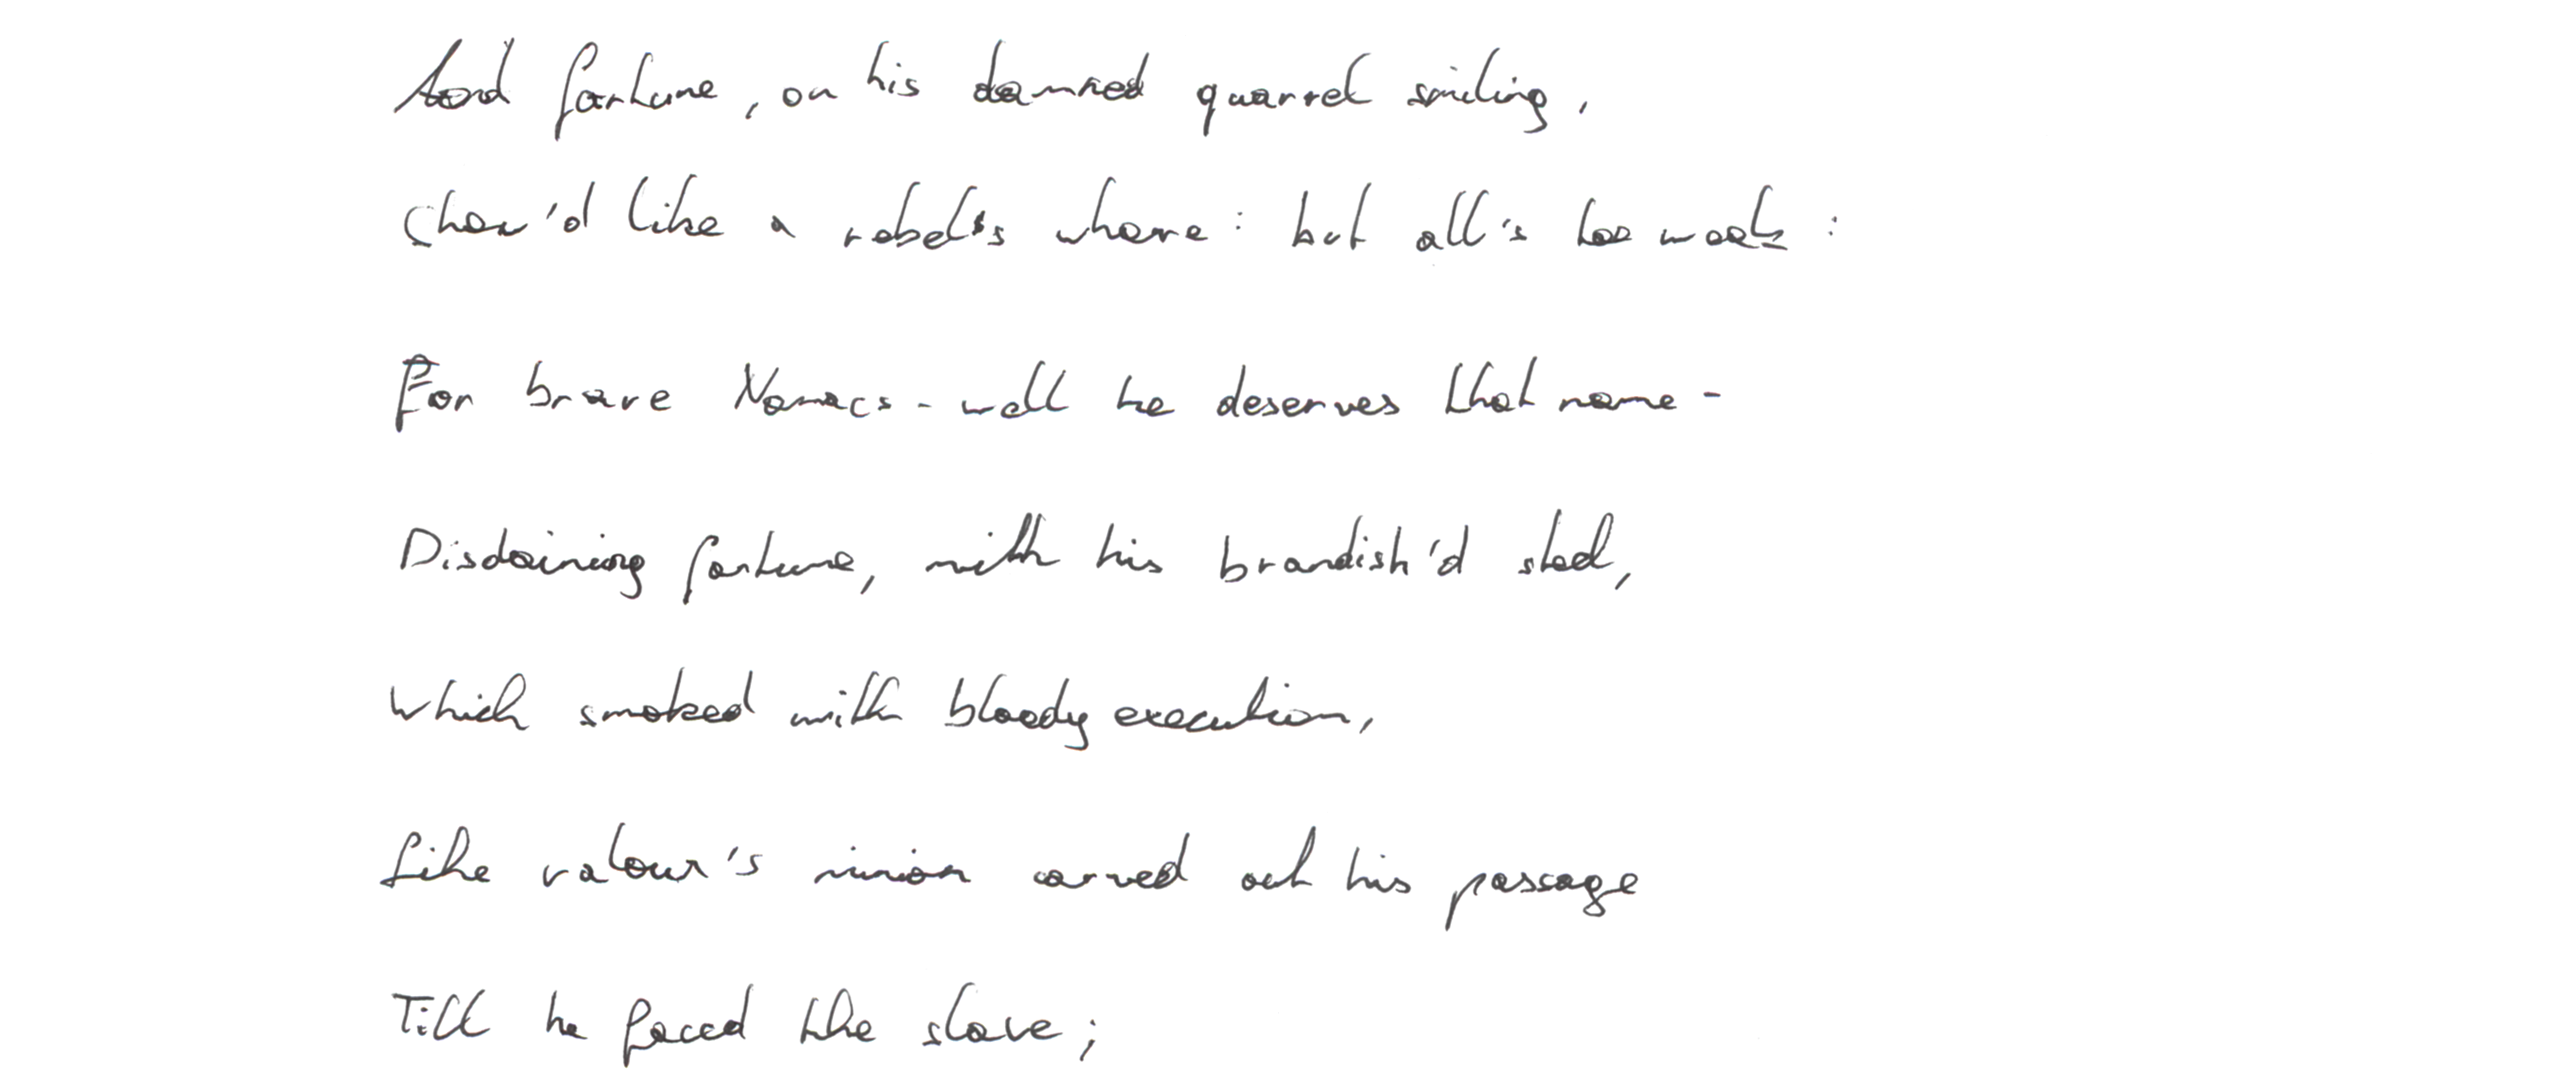 And fortune, on his damned quarrel smiling,
Show'd like a rebel's whore : but all's too weak :
For brave Nomacs - well he deserves that name -
Disdaining fortune, with his brandish'd steel,
Which smoked with bloody execution,
Like valour's minion carved out his passage
Till he faced the slave;